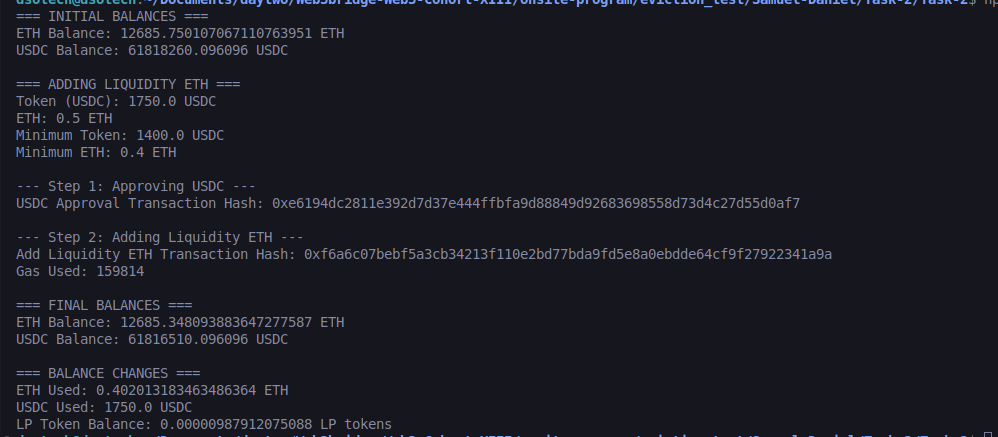 === INITIAL BALANCES ===
ETH Balance: 12685.750107067110763951 ETH
USDC Balance: 61818260.096096 USDC
=== ADDING LIQUIDITY ETH ===
Token (USDC): 1750.0 USDC
ETH: 0.5 ETH
Minimum Token: 1400.0 USDC
Minimum ETH: 0.4 ETH
--- Step 1: Approving USDC ---
USDC Approval Transaction Hash: 0xe6194dc2811e392d7d37e444ffbfa9d88849d92683698558d73d4c27d55d0af7
--- Step 2: Adding Liquidity ETH ---
Add Liquidity ETH Transaction Hash: 0xf6a6c07bebf5a3cb34213f110e2bd77bda9fd5e8a0ebdde64cf9f27922341a9a
Gas Used: 159814
=== FINAL BALANCES ===
ETH Balance: 12685.348093883647277587 ETH
USDC Balance: 61816510.096096 USDC
=== BALANCE CHANGES ===
ETH Used: 0.402013183463486364 ETH
USDC Used: 1750.0 USDC
LP Token Balance: 0.00000987912075088 LP tokens